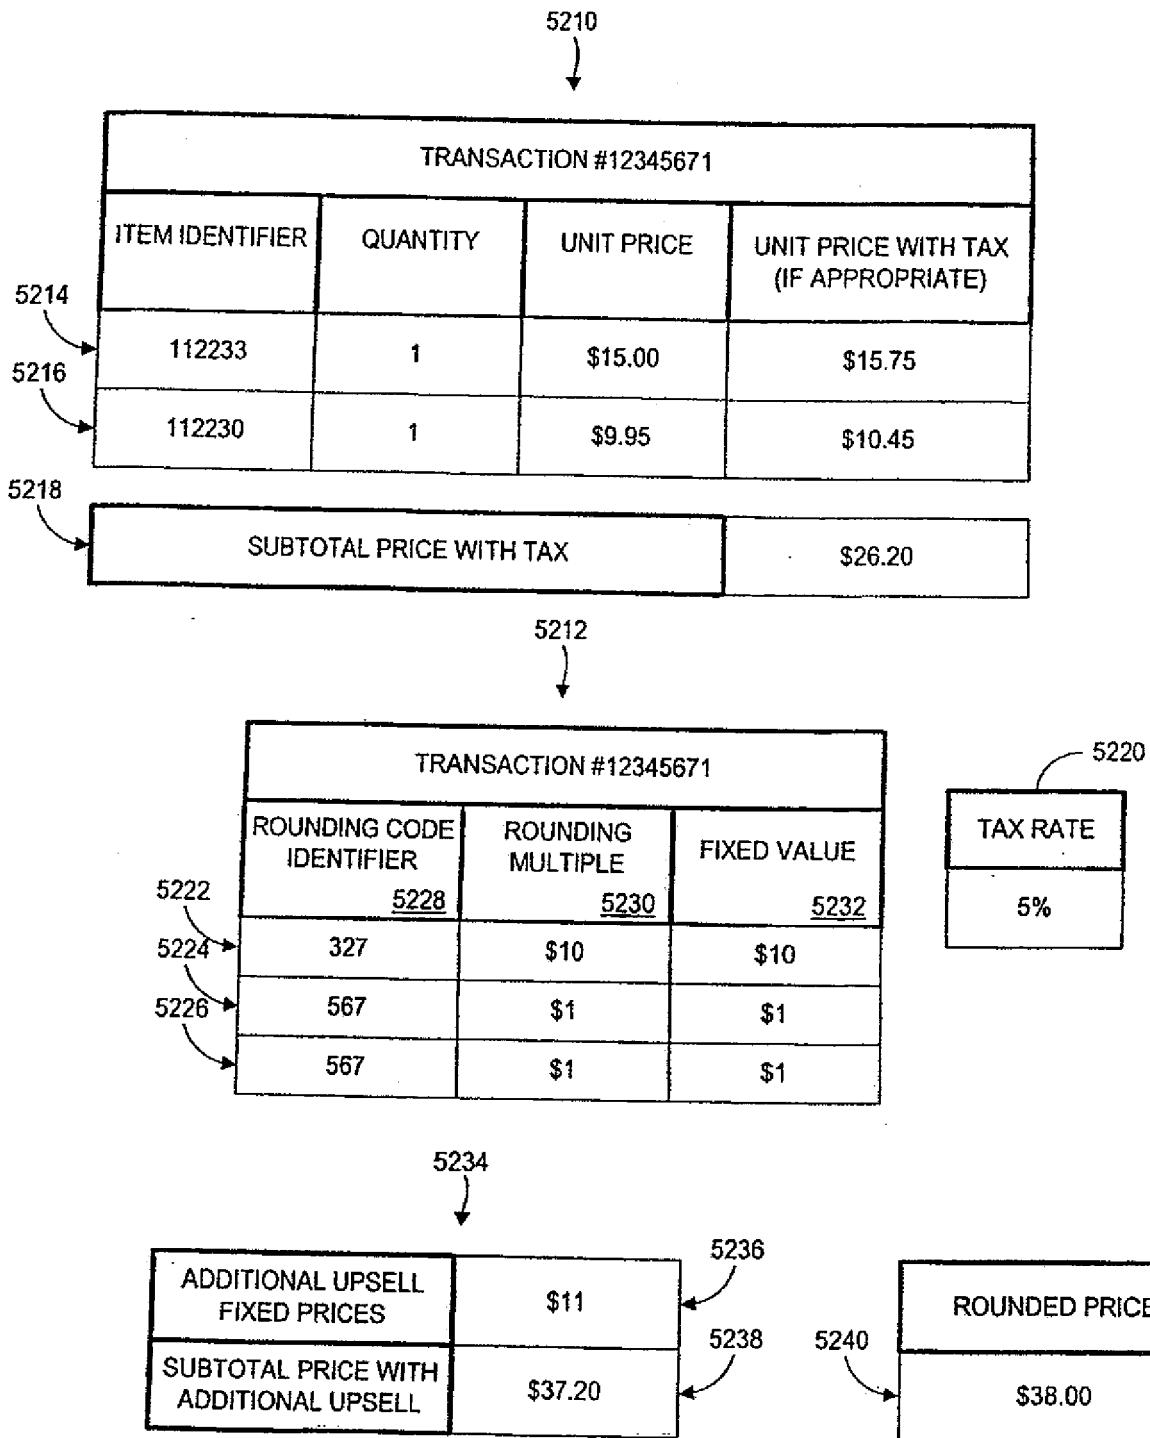 5210
TRANSACTION #12345671
ITEM IDENTIFIER QUANTITY UNIT PRICE UNIT PRICE WITH TAX
(IF APPROPRIATE)
5214
112233 1 $15.00 $15.75
5216
112230 1 $9.95 $10.45
5218
SUBTOTAL PRICE WITH TAX $26.20
5212
TRANSACTION #12345671
5220
ROUNDING CODE ROUNDING FIXED VALUE TAX RATE
IDENTIFIER MULTIPLE
5228 5230 5232
5%
5222
327 $10 $10
5224
567 $1 $1
5226
567 $1 $1
5234
ADDITIONAL UPSELL
FIXED PRICES
$11
5236
ROUNDED PRICE
SUBTOTAL PRICE WITH
ADDITIONAL UPSELL
$37.20
5238
5240
$38.00